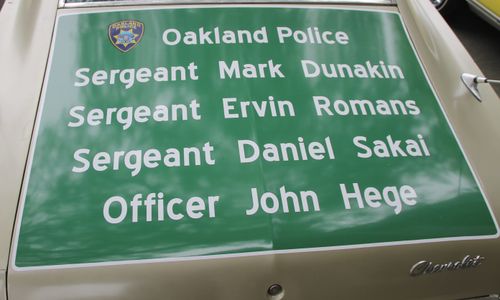 Oakland Police
Sergeant Mark Dunakin
Sergeant Ervin Romans
Sergeant Daniel Sakai
Officer John Hege
Chevrolet